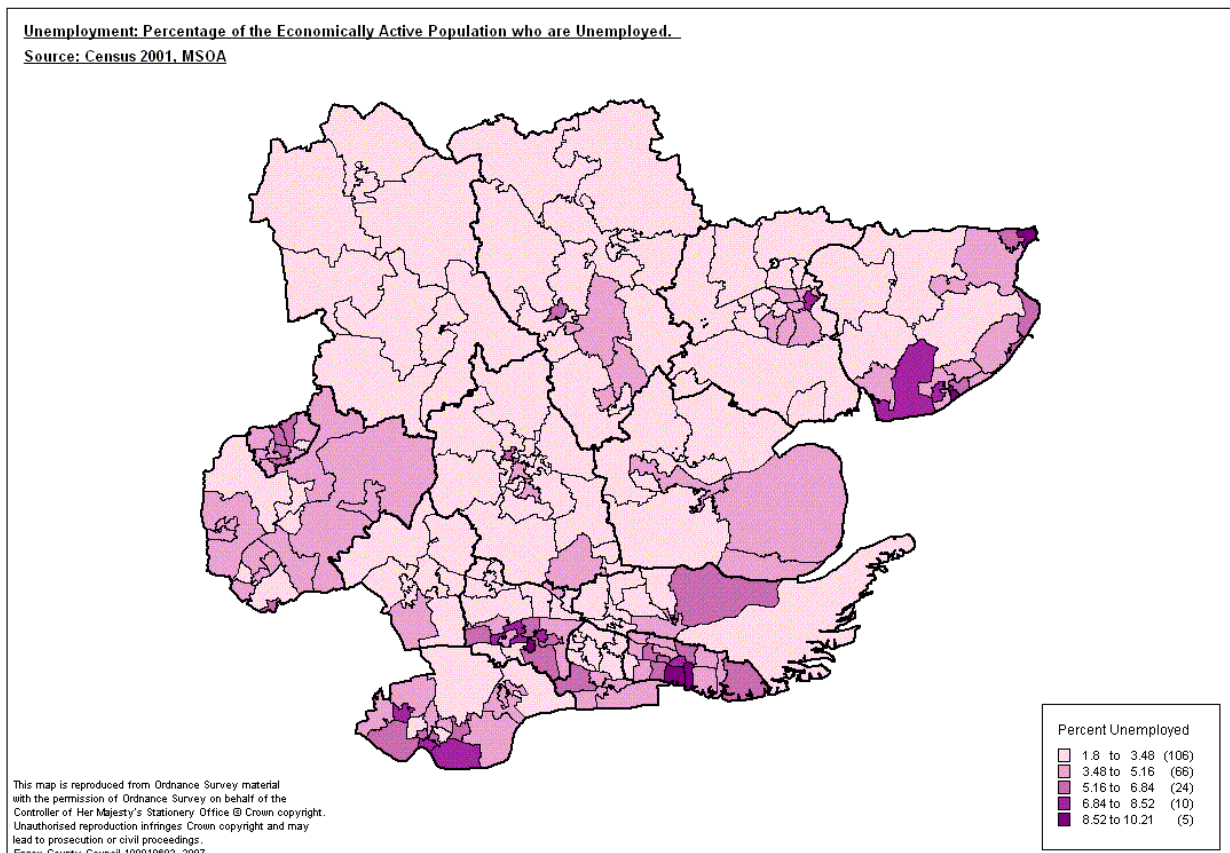 Unemployment: Percentage of the Economically Active Population who are Unemployed.
Source: Census 2001, MSOA
Percent Unemployed
1.8 to 3.48 (106)
3.48 to 5.16 (66)
5.16 to 6.84 (24)
6.84 to 8.52 (10)
8.52 to 10.21 (5)
This map is reproduced from Ordnance Survey material
with the permission of Ordnance Survey on behalf of the
Controller of Her Majesty's Stationery Office © Crown copyright.
Unauthorised reproduction infringes Crown copyright and may
lead to prosecution or civil proceedings.
Essex County Council 2007